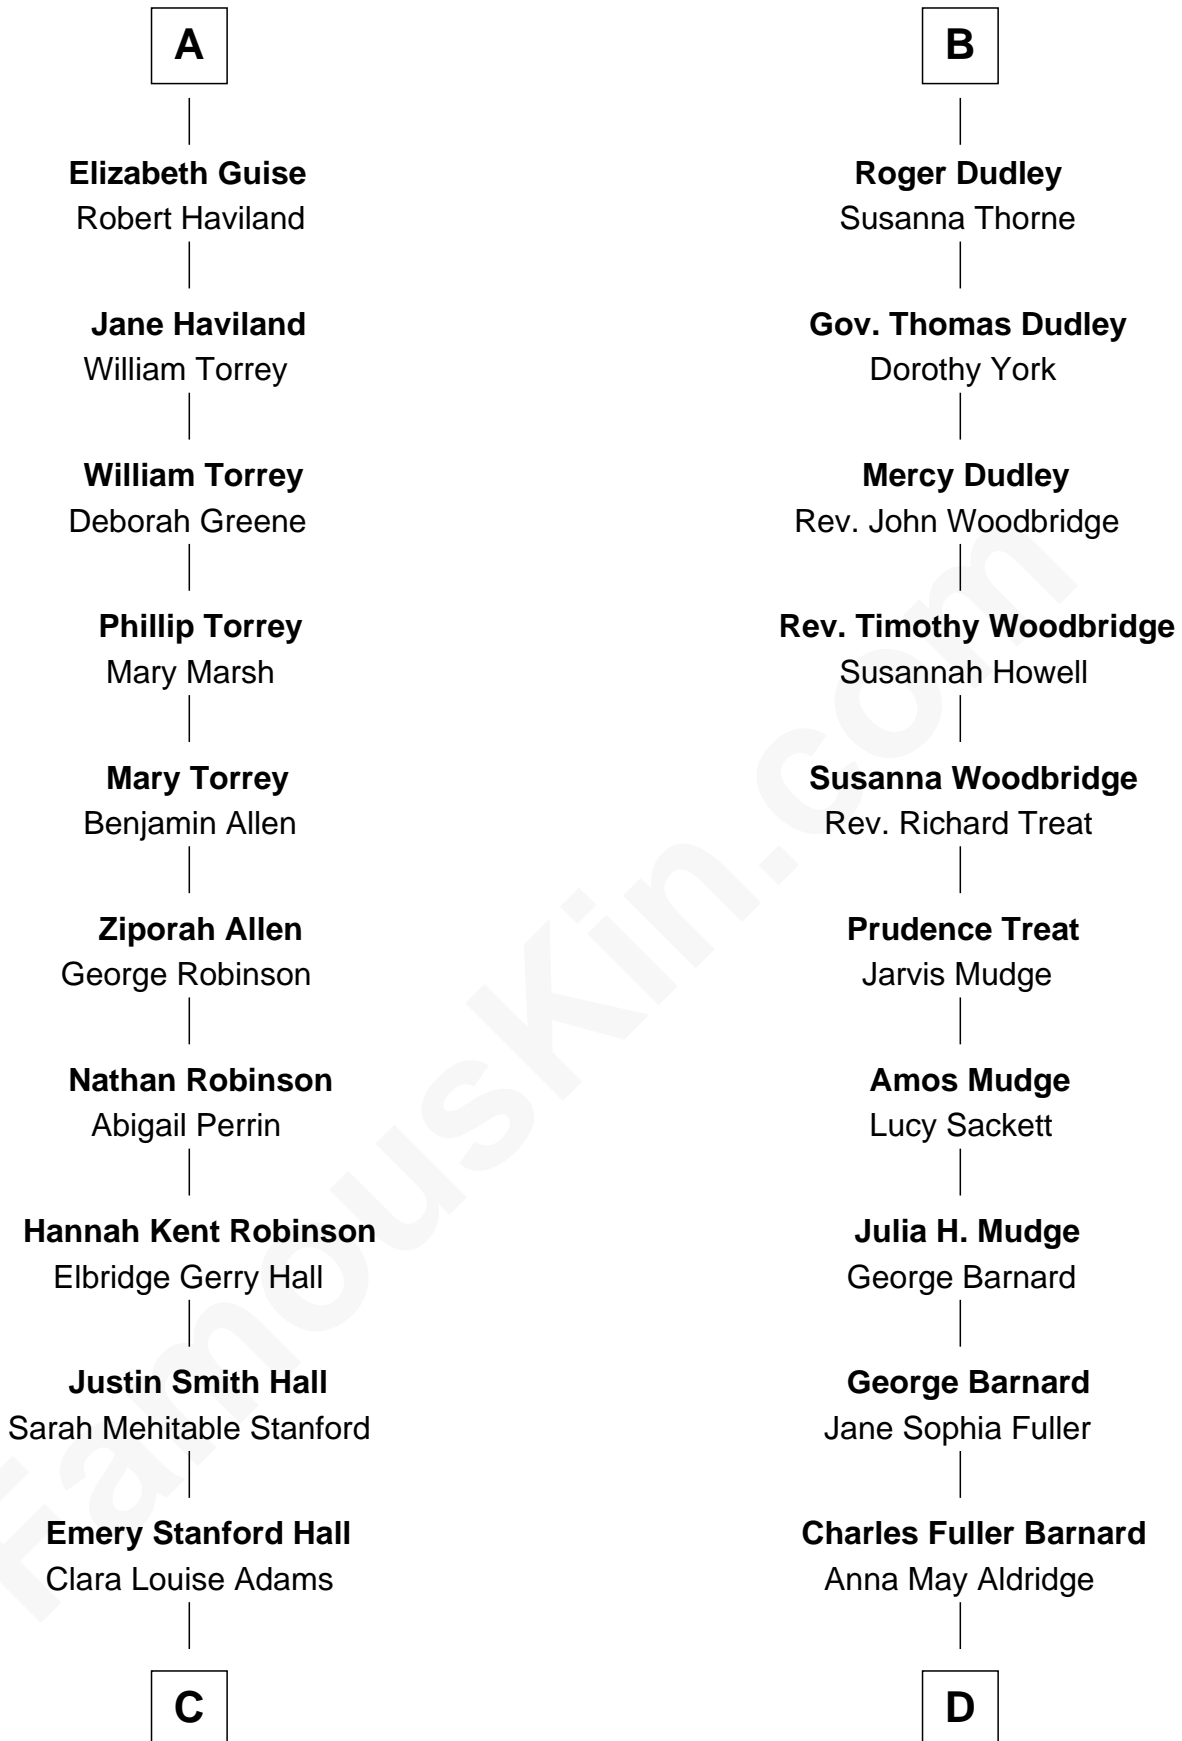 A
Elizabeth Guise
Robert Haviland
Jane Haviland
William Torrey
William Torrey
Deborah Greene
Phillip Torrey
Mary Marsh
Mary Torrey
Benjamin Allen
Ziporah Allen
George Robinson
Nathan Robinson
Abigail Perrin
Hannah Kent Robinson
Elbridge Gerry Hall
Justin Smith Hall
Sarah Mehitable Stanford
Emery Stanford Hall
Clara Louise Adams
C
B
Roger Dudley
Susanna Thorne
Gov. Thomas Dudley
Dorothy York
Mercy Dudley
Rev. John Woodbridge
Rev. Timothy Woodbridge
Susannah Howell
Susanna Woodbridge
Rev. Richard Treat
Prudence Treat
Jarvis Mudge
Amos Mudge
Lucy Sackett
Julia H. Mudge
George Barnard
George Barnard
Jane Sophia Fuller
Charles Fuller Barnard
Anna May Aldridge
D
FamousKin.com